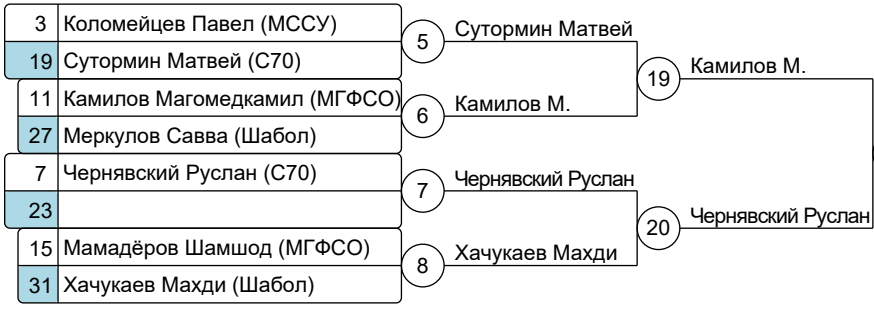 3 Коломейцев Павел (МССУ)
5 Сутормин Матвей
19 Сутормин Матвей (С70)
19 Камилов М.
11 Камилов Магомедкамил (МГФСО)
6 Камилов М.
27 Меркулов Савва (Шабол)
7 Чернявский Руслан (С70)
7 Чернявский Руслан
23
20 Чернявский Руслан
15 Мамадёров Шамшод (МГФСО)
8 Хачукаев Махди
31 Хачукаев Махди (Шабол)